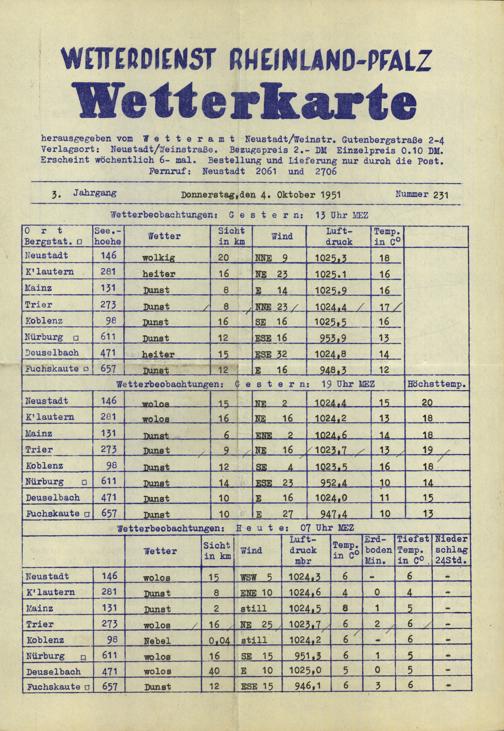 WETTERDIENST RHEINLAND-PFALZ
Wetterkarte
herausgegeben vom W e t t e r a m t Neustadt/Weinstr. Gutenbergstraße 2-4
Verlagsort: Neustadt/Weinstraße. Bezugspreis 2.- DM Einzelpreis 0.10 DM.
Erscheint wöchentlich 6- mal. Bestellung und Lieferung nur durch die Post.
Fernruf: Neustadt 2061 und 2706
3. Jahrgang Donnerstag,den 4. Oktober 1951 Nummer 231
Wetterbeobachtungen: G e s t e r n : 13 Uhr MEZ
O r t See.- Wetter Sicht Wind Luft- Temp.
Bergstat. □ hoehe in km druck in C°
Neustadt 146 wolkig 20 NNE 9 1025,3 18
K'lautern 281 heiter 16 NE 23 1025.1 16
Mainz 131 Dunst 8 E 14 1025,9 16
Trier 273 Dunst 8 NNE 23 1024,4 17
Koblenz 98 Dunst 16 SE 16 1025,5 16
Nürburg □ 611 Dunst 12 ESE 16 953,9 13
Deuselbach 471 heiter 15 ESE 32 1024,8 14
Fuchskaute □ 657 Dunst 12 E 16 948,3 12
Wetterbeobachtungen: G e s t e r n : 19 Uhr MEZ Höchsttemp.
Neustadt 146 wolos 15 NE 2 1024,4 15 20
K'lautern 281 wolos 16 NE 16 1024,2 13 18
Mainz 131 Dunst 6 ENE 2 1024,6 14 18
Trier 273 Dunst 9 NE 16 1023,7 13 19
Koblenz 98 Dunst 12 SE 4 1023,5 16 18
Nürburg □ 611 Dunst 14 ESE 23 952,4 10 14
Deuselbach 471 Dunst 10 E 16 1024,0 11 15
Fuchskaute □ 657 Dunst 10 E 27 947,4 10 13
Wetterbeobachtungen: H e u t e : 07 Uhr MEZ
Wetter Sicht in km Wind Luft- druck mbr Temp. in C° Erd- boden Min. Tiefst Temp. in C° Nieder schlag 24Std.
Neustadt 146 wolos 15 WSW 5 1024,3 6 - 6 -
K'lautern 281 Dunst 8 ENE 10 1024,6 4 0 4 -
Mainz 131 Dunst 2 still 1024,5 8 1 5 -
Trier 273 wolos 16 NE 25 1023,7 6 2 6 -
Koblenz 98 Nebel 0,04 still 1024,2 6 - 6 -
Nürburg □ 611 wolos 16 SE 15 951,3 6 1 5 -
Deuselbach 471 wolos 40 E 10 1025,0 5 0 5 -
Fuchskaute □ 657 Dunst 12 ESE 15 946,1 6 3 6 -